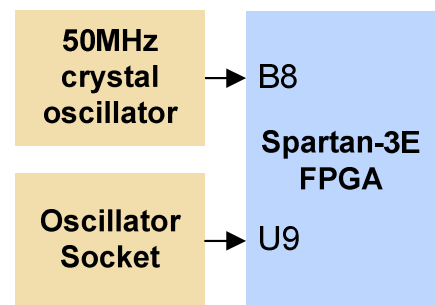 50MHz
crystal
oscillator
B8
Spartan-3E
FPGA
Oscillator
Socket
U9